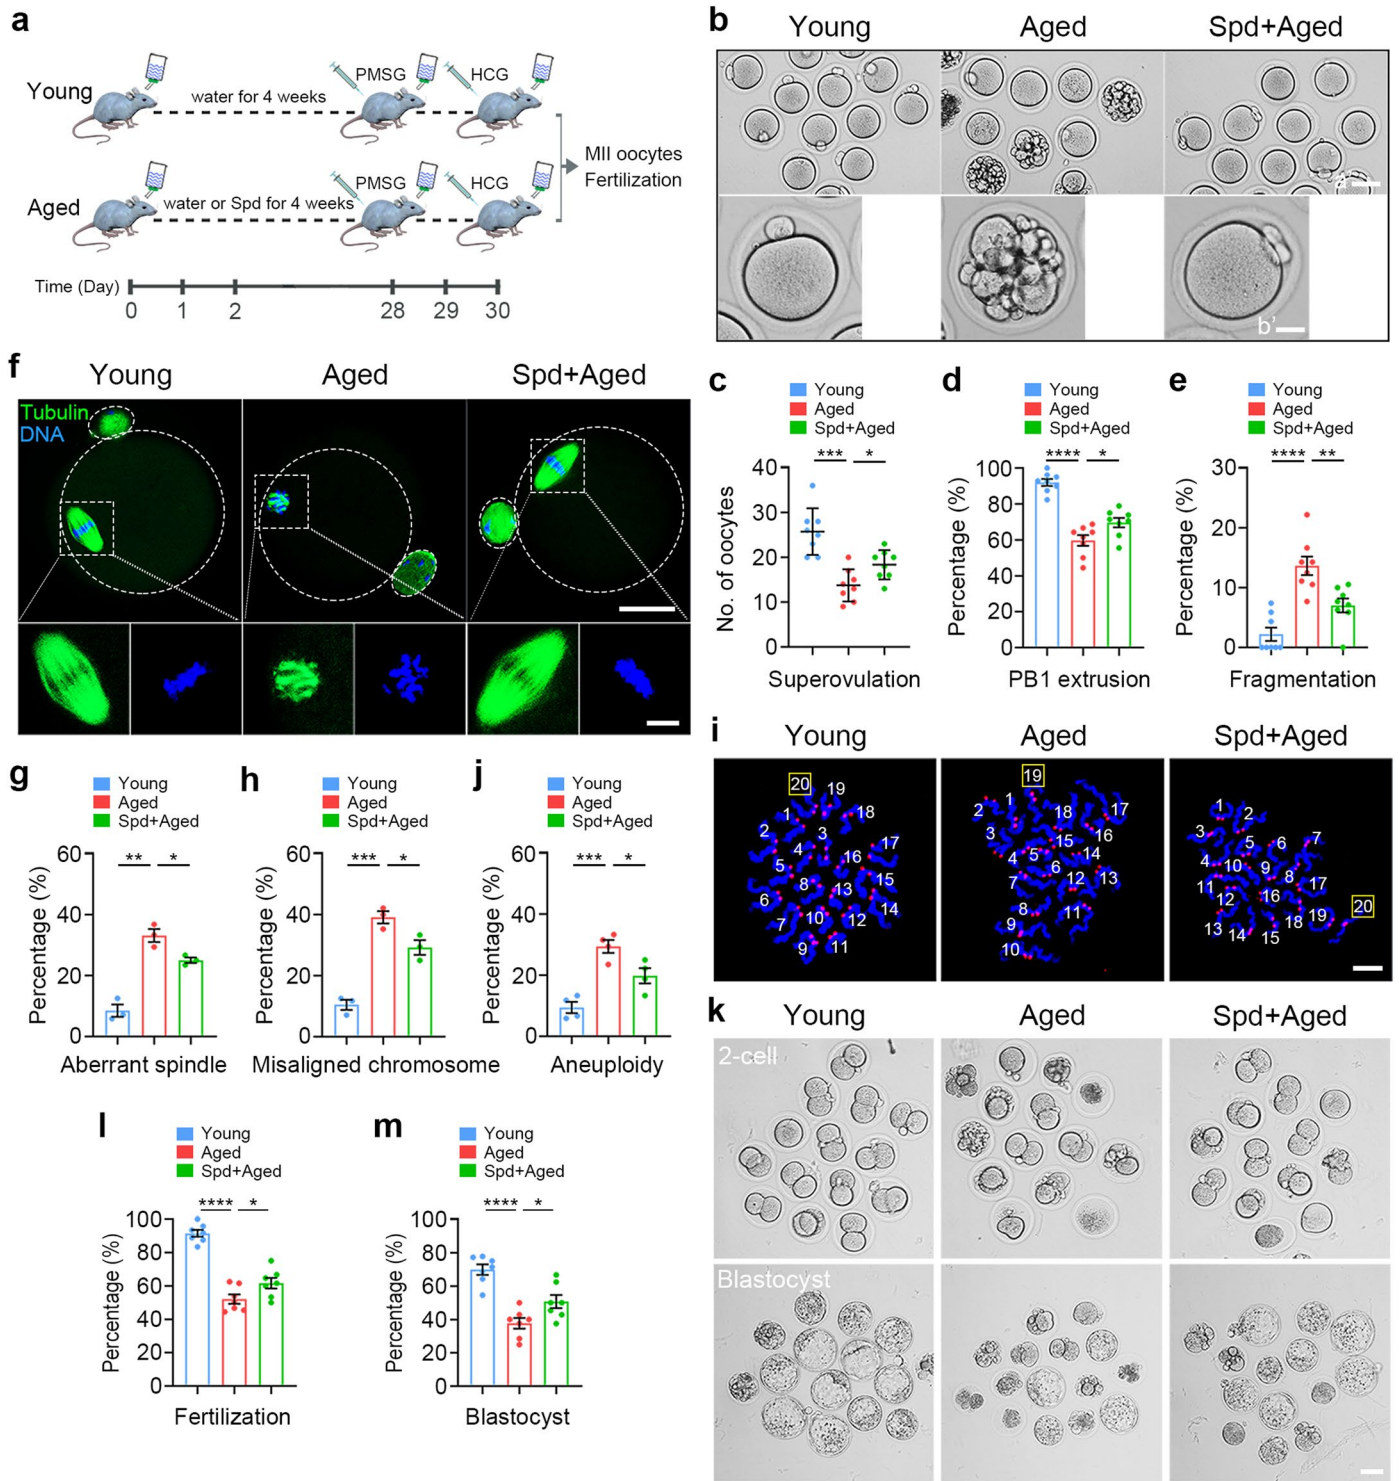 a
Young
water for 4 weeks
PMSG
HCG
Aged
water or Spd for 4 weeks
PMSG
HCG
MII oocytes
Fertilization
Time (Day)
0 1 2 28 29 30
b
Young Aged Spd+Aged
b'
f
Young Aged Spd+Aged
Tubulin
DNA
c
Young
Aged
Spd+Aged
*** *
No. of oocytes
40
30
20
10
0
Superovulation
d
Young
Aged
Spd+Aged
**** *
Percentage (%)
100
80
60
40
20
0
PB1 extrusion
e
Young
Aged
Spd+Aged
**** **
Percentage (%)
30
20
10
0
Fragmentation
g
Young
Aged
Spd+Aged
** *
Percentage (%)
60
40
20
0
Aberrant spindle
h
Young
Aged
Spd+Aged
*** *
Percentage (%)
60
40
20
0
Misaligned chromosome
j
Young
Aged
Spd+Aged
*** *
Percentage (%)
60
40
20
0
Aneuploidy
i
Young Aged Spd+Aged
20 19
1 18
2 3
4 17
5 16
8 13 15
6 14
7 10 12
9 11
19
1
2 18 17
3 15 16
4 5 14
7 6 12 13
8 11
9
10
1 2
3 5 6 7
4 10 9 8
11 17
12 16
13 14 15 18 19 20
k
Young Aged Spd+Aged
2-cell
Blastocyst
l
Young
Aged
Spd+Aged
**** *
Percentage (%)
100
80
60
40
20
0
Fertilization
m
Young
Aged
Spd+Aged
**** *
Percentage (%)
100
80
60
40
20
0
Blastocyst